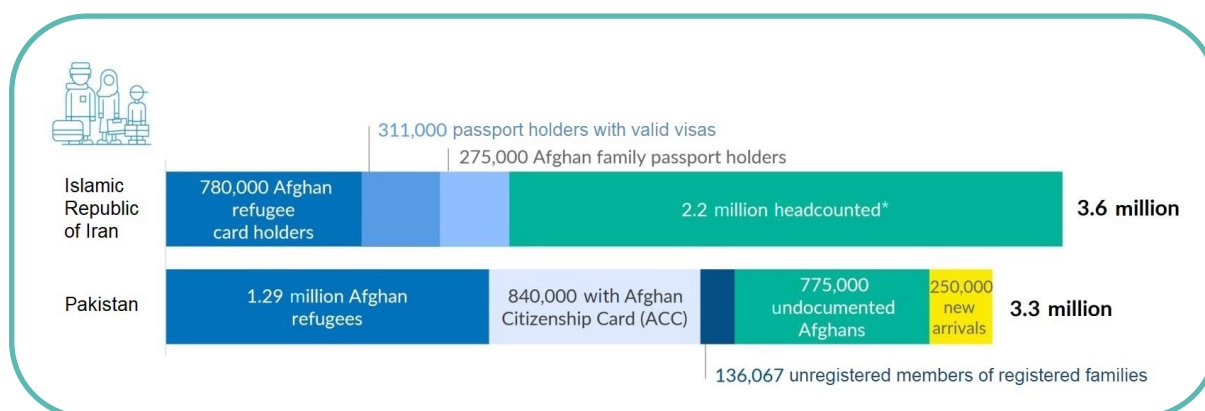 311,000 passport holders with valid visas
275,000 Afghan family passport holders
Islamic
Republic
of Iran
780,000 Afghan
refugee
card holders
2.2 million headcounted*
3.6 million
Pakistan
1.29 million Afghan
refugees
840,000 with Afghan
Citizenship Card (ACC)
775,000
undocumented
Afghans
250,000
new
arrivals
3.3 million
136,067 unregistered members of registered families